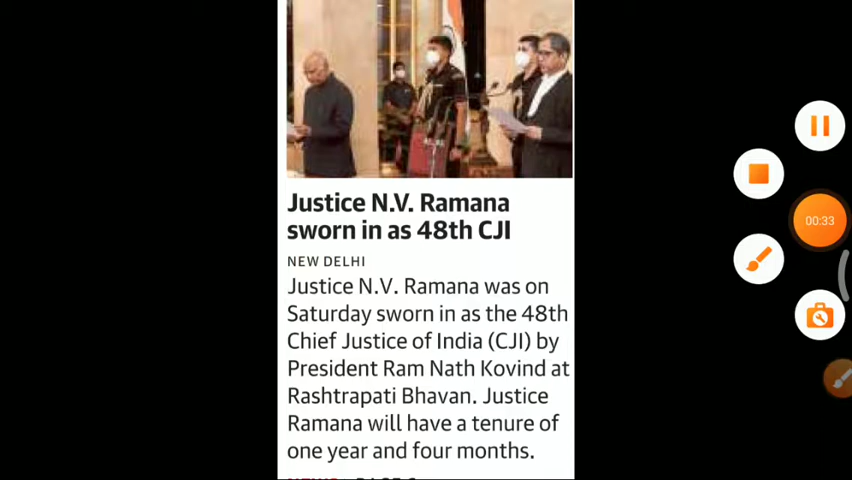 Justice N.V. Ramana
sworn in as 48th CJI
NEW DELHI
Justice N.V. Ramana was on
Saturday sworn in as the 48th
Chief Justice of India (CJI) by
President Ram Nath Kovind at
Rashtrapati Bhavan. Justice
Ramana will have a tenure of
one year and four months.
00:33